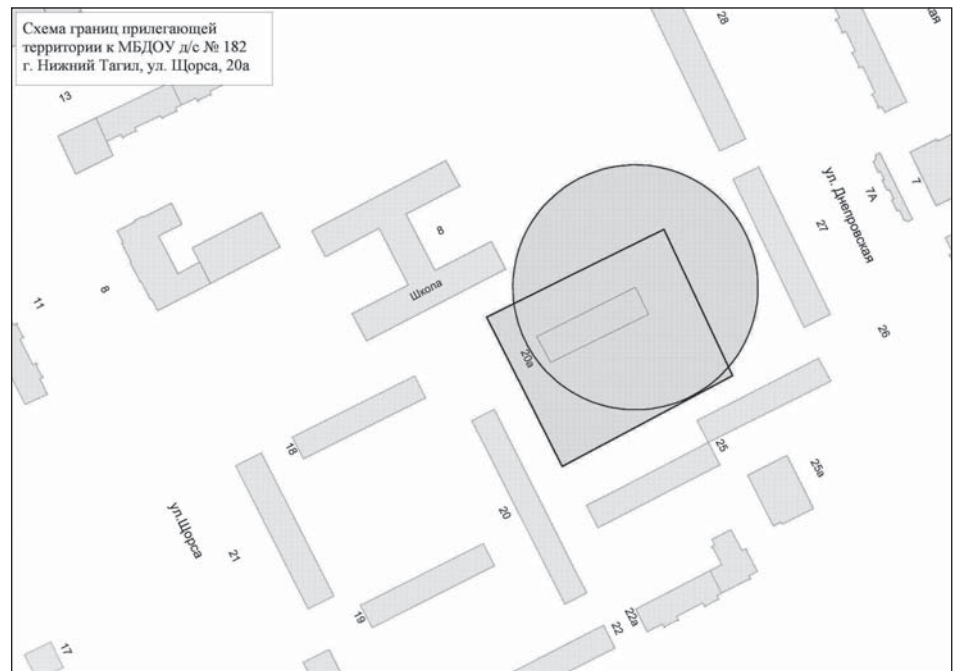 Схема границ прилегающей
территории к МБДОУ д/с № 182
г. Нижний Тагил, ул. Щорса, 20а
28
13
7
7А
ул. Днепровская
27
8
Школа
8
11
26
20а
18
25
25а
20
ул.Щорса
21
19
22а
22
17